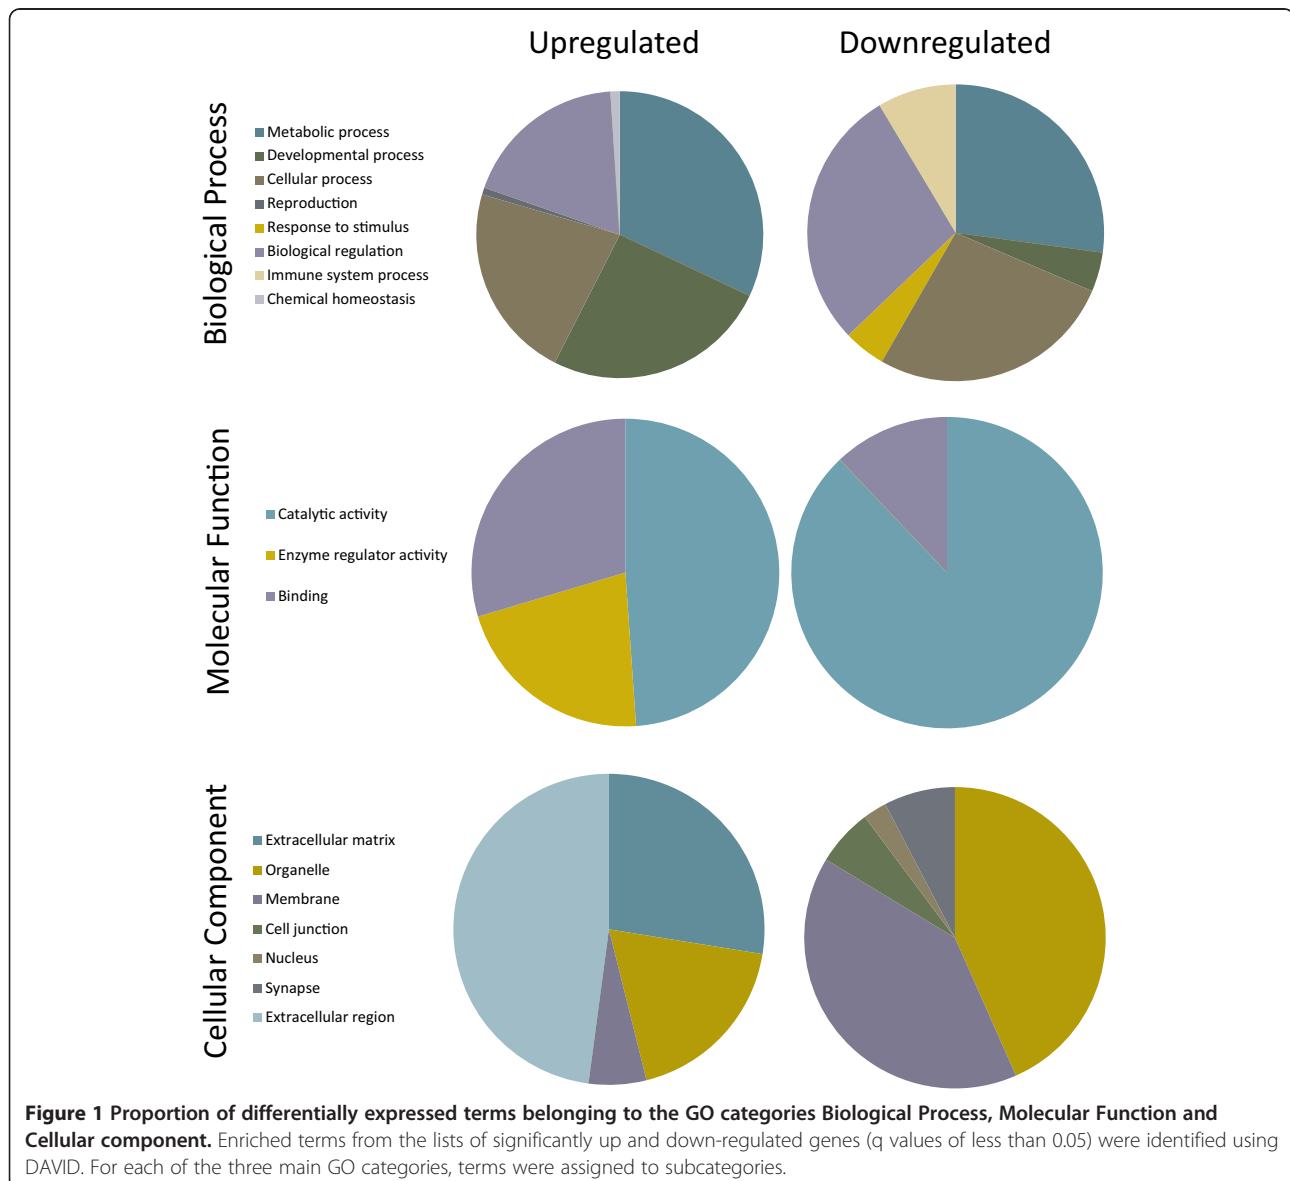 Upregulated
Downregulated
Biological Process
Metabolic process
Developmental process
Cellular process
Reproduction
Response to stimulus
Biological regulation
Immune system process
Chemical homeostasis
Molecular Function
Catalytic activity
Enzyme regulator activity
Binding
Cellular Component
Extracellular matrix
Organelle
Membrane
Cell junction
Nucleus
Synapse
Extracellular region
Figure 1 Proportion of differentially expressed terms belonging to the GO categories Biological Process, Molecular Function and
Cellular component. Enriched terms from the lists of significantly up and down-regulated genes (q values of less than 0.05) were identified using
DAVID. For each of the three main GO categories, terms were assigned to subcategories.